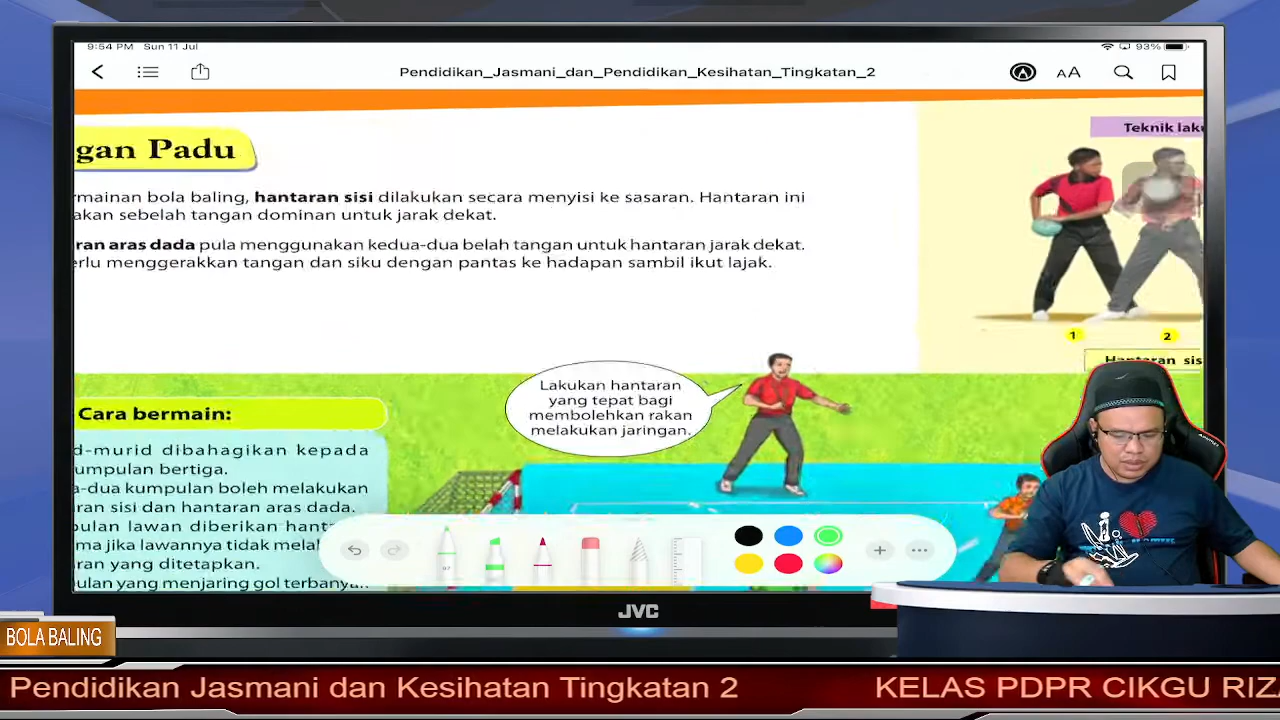 9:54 PM Sun 11 Jul
93%
Pendidikan_Jasmani_dan_Pendidikan_Kesihatan_Tingkatan_2
AA
gan Padu
rmainan bola baling, hantaran sisi dilakukan secara menyisi ke sasaran. Hantaran ini
akan sebelah tangan dominan untuk jarak dekat.
ran aras dada pula menggunakan kedua-dua belah tangan untuk hantaran jarak dekat.
erlu menggerakkan tangan dan siku dengan pantas ke hadapan sambil ikut lajak.
Teknik laku
1 2
Hantaran sis
Lakukan hantaran
yang tepat bagi
membolehkan rakan
melakukan jaringan.
Cara bermain:
d-murid dibahagikan kepada
umpulan bertiga.
a-dua kumpulan boleh melakukan
ran sisi dan hantaran aras dada.
pulan lawan diberikan
ma jika lawannya tidak
ran yang ditetapkan.
pulan yang menjaring gol terbanyak.
JVC
BOLA BALING
Pendidikan Jasmani dan Kesihatan Tingkatan 2
KELAS PDPR CIKGU RIZA